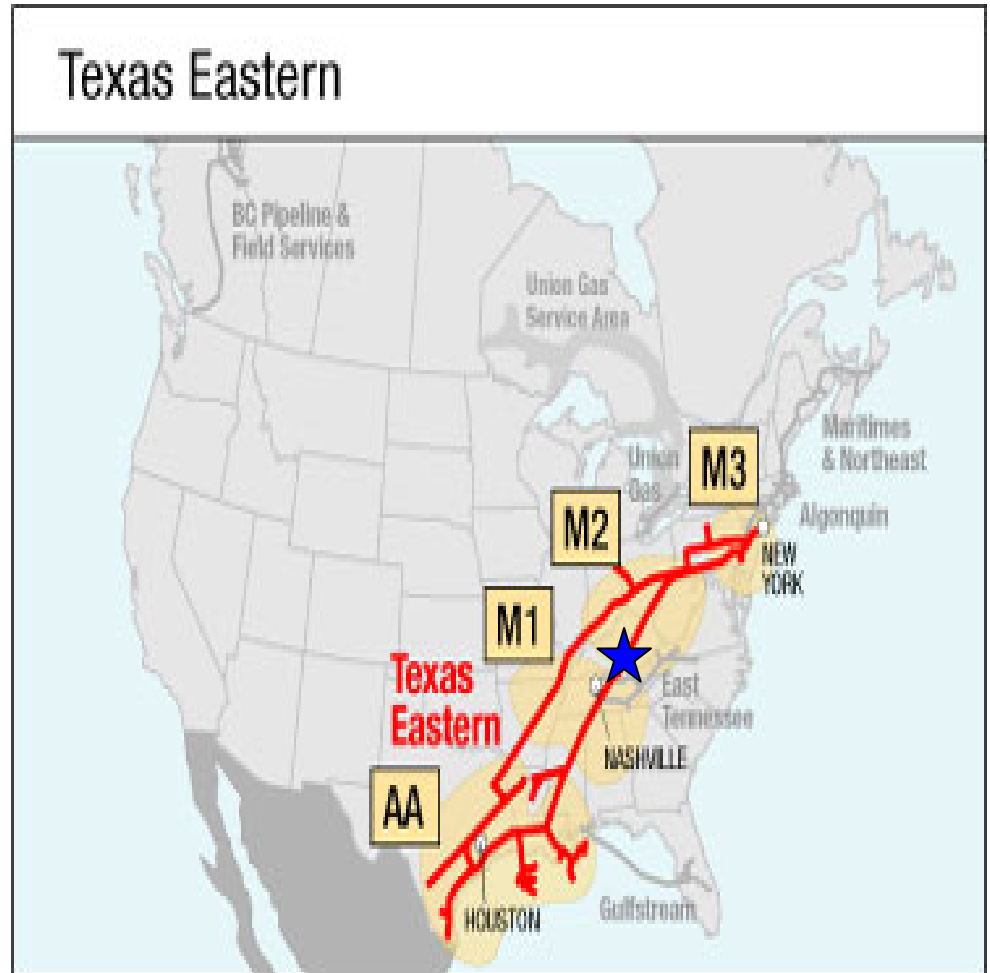 Texas Eastern
BC Pipeline &
Field Services
Union Gas
Service Area
Maritimes
& Northeast
Union
Gas
M3
M2
Algonquin
NEW
YORK
M1
Texas
Eastern
East
Tennessee
NASHVILLE
AA
HOUSTON
Gulfstream